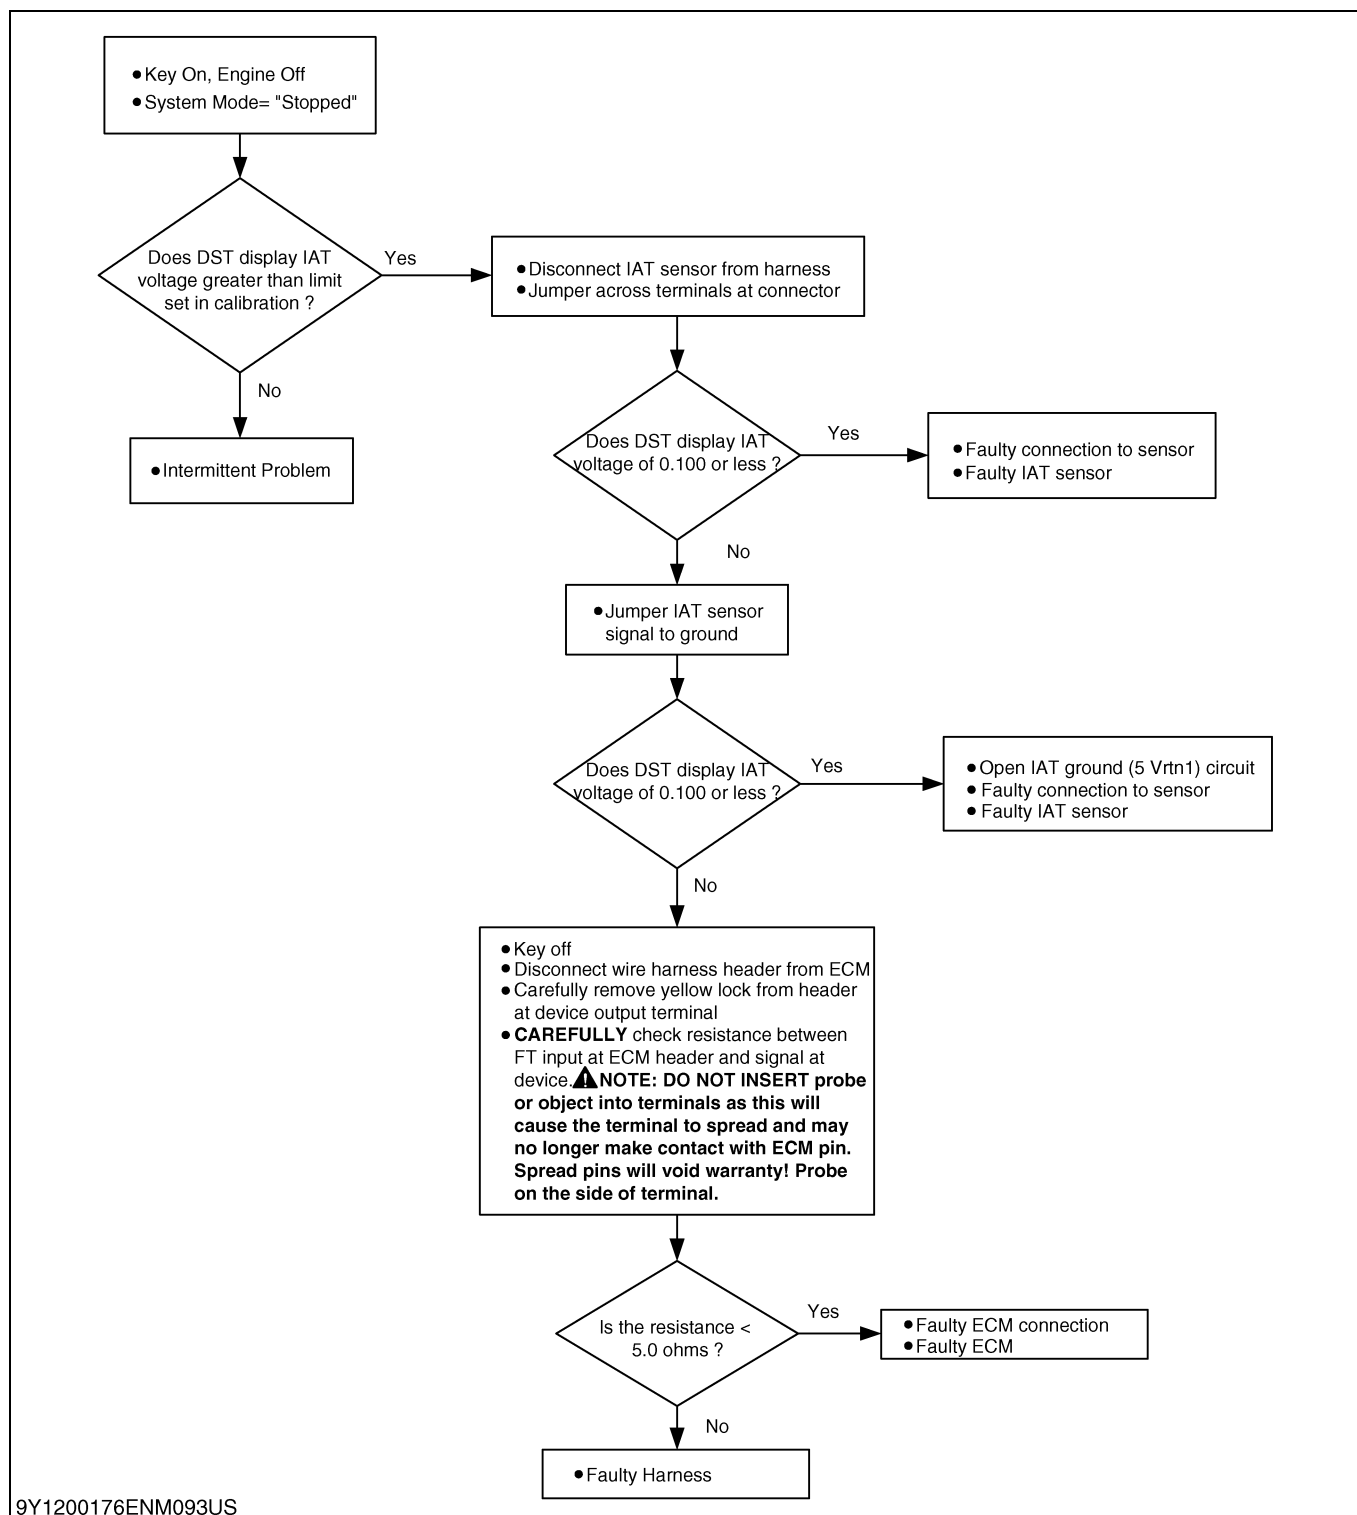 ● Key On, Engine Off
● System Mode= "Stopped"
Does DST display IAT
voltage greater than limit
set in calibration ?
Yes
● Disconnect IAT sensor from harness
● Jumper across terminals at connector
No
● Intermittent Problem
Does DST display IAT
voltage of 0.100 or less ?
Yes
● Faulty connection to sensor
● Faulty IAT sensor
No
● Jumper IAT sensor
signal to ground
Does DST display IAT
voltage of 0.100 or less ?
Yes
● Open IAT ground (5 Vrtn1) circuit
● Faulty connection to sensor
● Faulty IAT sensor
No
● Key off
● Disconnect wire harness header from ECM
● Carefully remove yellow lock from header
at device output terminal
● CAREFULLY check resistance between
FT input at ECM header and signal at
device. NOTE: DO NOT INSERT probe
or object into terminals as this will
cause the terminal to spread and may
no longer make contact with ECM pin.
Spread pins will void warranty! Probe
on the side of terminal.
Is the resistance <
5.0 ohms ?
Yes
● Faulty ECM connection
● Faulty ECM
No
● Faulty Harness
9Y1200176ENM093US